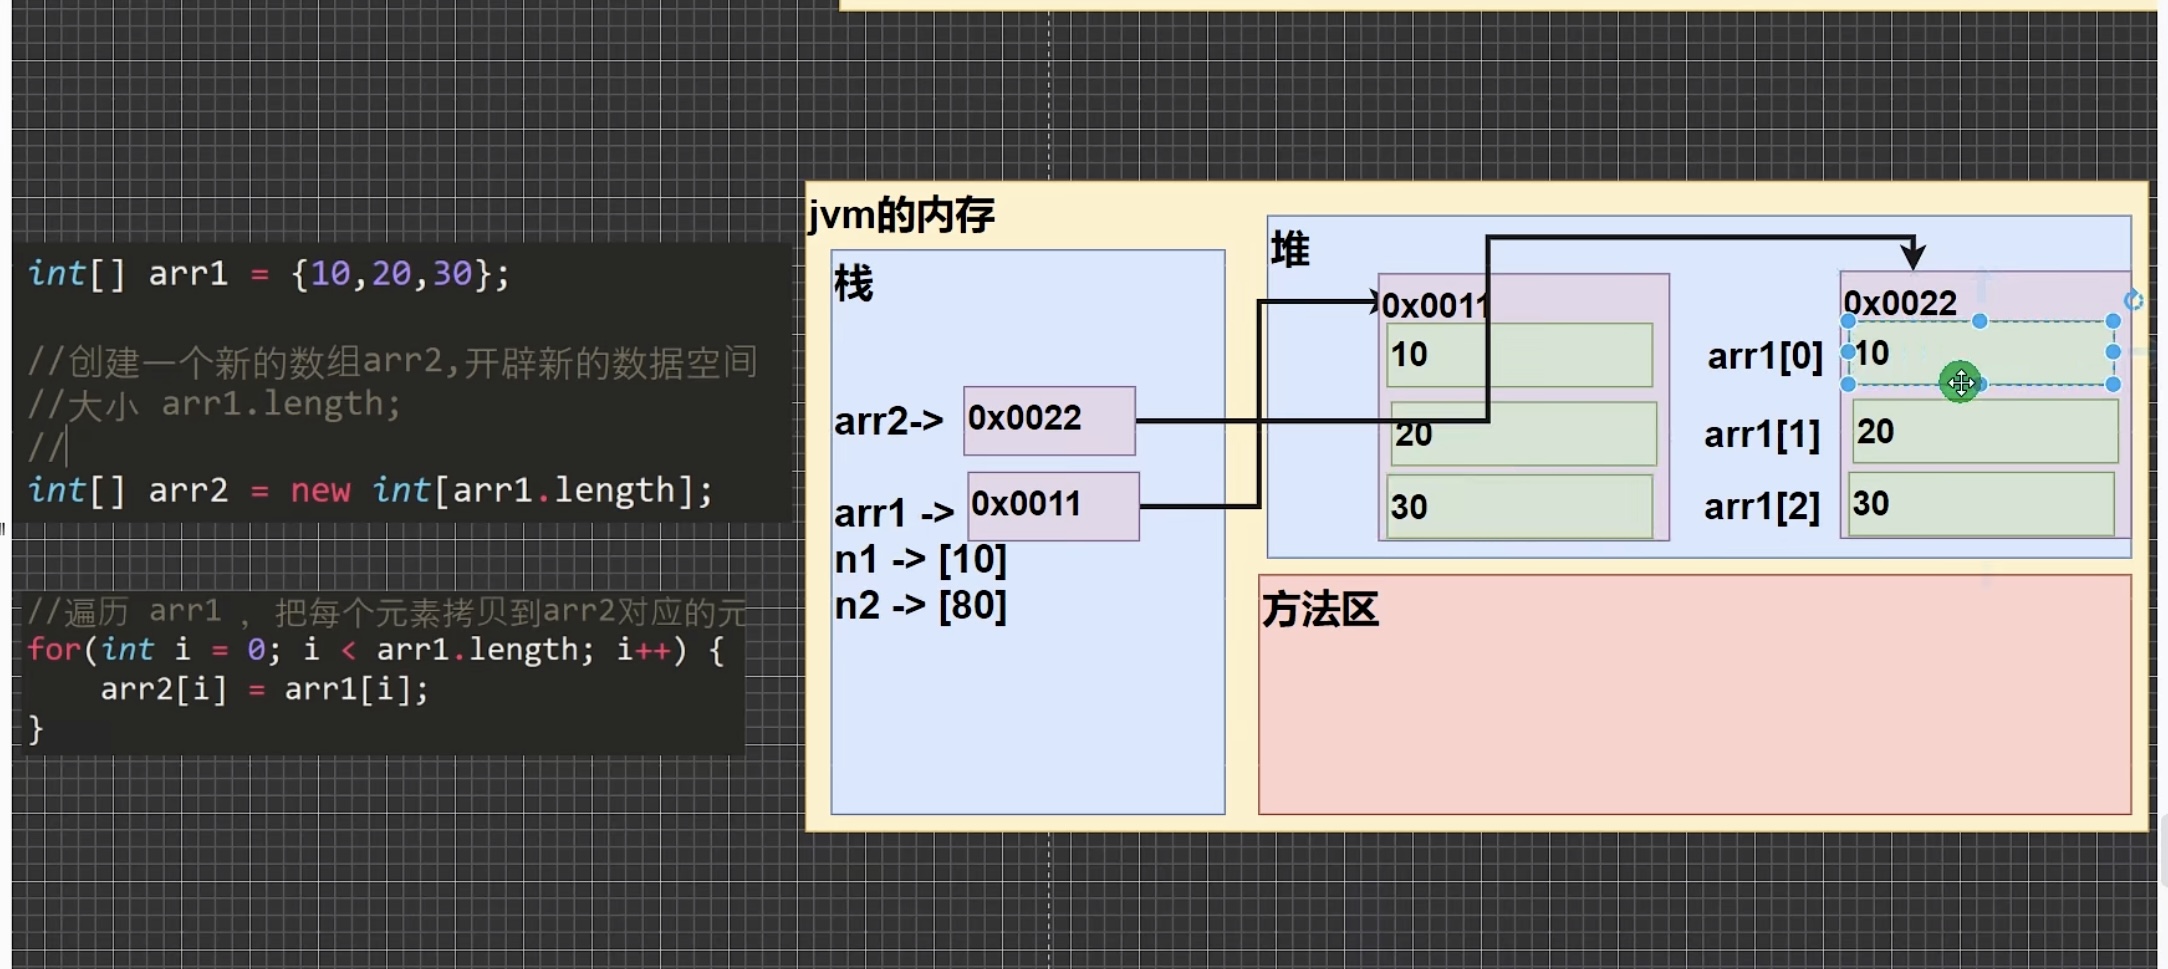 int[] arr1 = {10,20,30};
//创建一个新的数组arr2,开辟新的数据空间
//大小 arr1.length;
//
int[] arr2 = new int[arr1.length];
//遍历 arr1 ，把每个元素拷贝到arr2对应的元
for(int i = 0; i < arr1.length; i++) {
arr2[i] = arr1[i];
}
jvm的内存
栈
arr2-> 0x0022
arr1 -> 0x0011
n1 -> [10]
n2 -> [80]
堆
0x0011
10
20
30
0x0022
arr1[0] 10
arr1[1] 20
arr1[2] 30
方法区